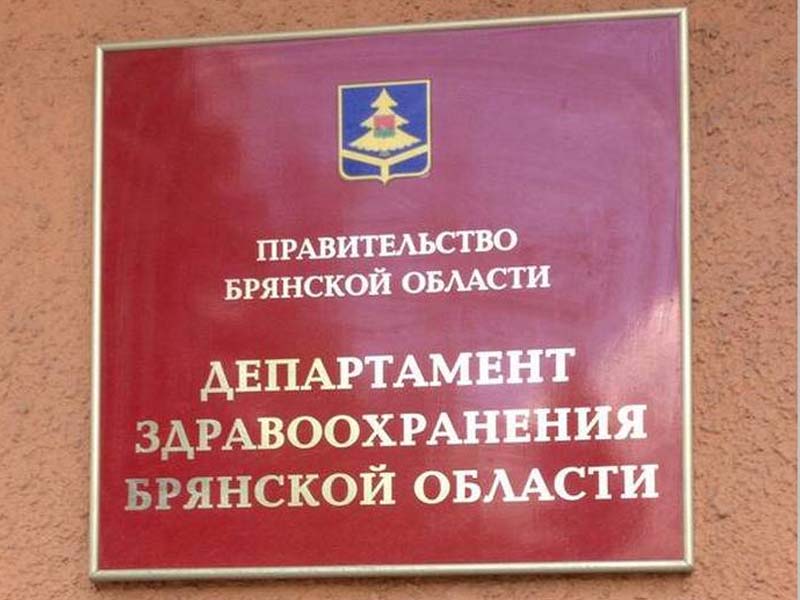 ПРАВИТЕЛЬСТВО
БРЯНСКОЙ ОБЛАСТИ
ДЕПАРТАМЕНТ
ЗДРАВООХРАНЕНИЯ
БРЯНСКОЙ ОБЛАСТИ